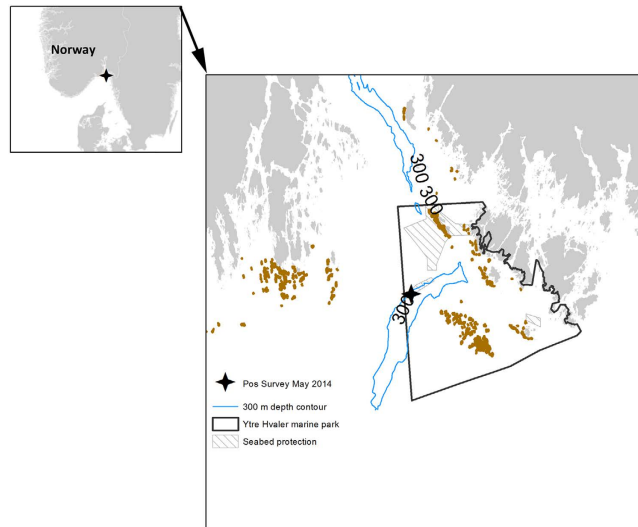 Norway
300
300
300
Pos Survey May 2014
300 m depth contour
Ytre Hvaler marine park
Seabed protection